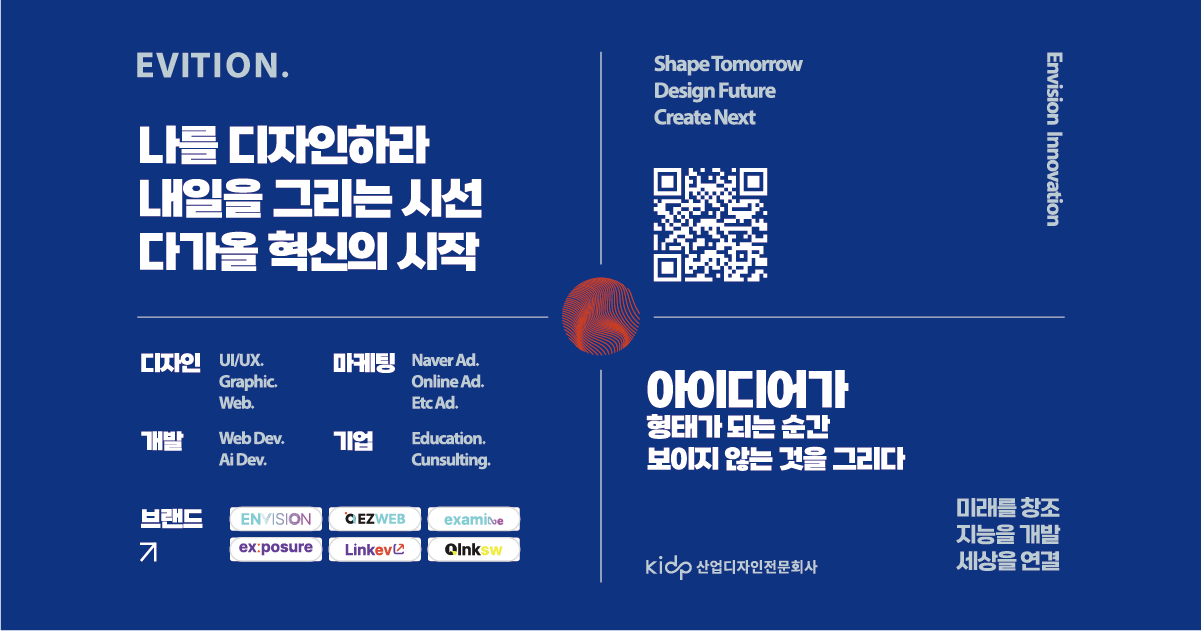 EVITION.
나를 디자인하라
내일을 그리는 시선
다가올 혁신의 시작
Shape Tomorrow
Design Future
Create Next
Envision Innovation
디자인
UI/UX.
Graphic.
Web.
마케팅
Naver Ad.
Online Ad.
Etc Ad.
개발
Web Dev.
Ai Dev.
기업
Education.
Cunsulting.
브랜드
ENVISION
EZWEB
examine
ex:posure
Linkev
Qlnksw
아이디어가
형태가 되는 순간
보이지 않는 것을 그리다
kidp 산업디자인전문회사
미래를 창조
지능을 개발
세상을 연결